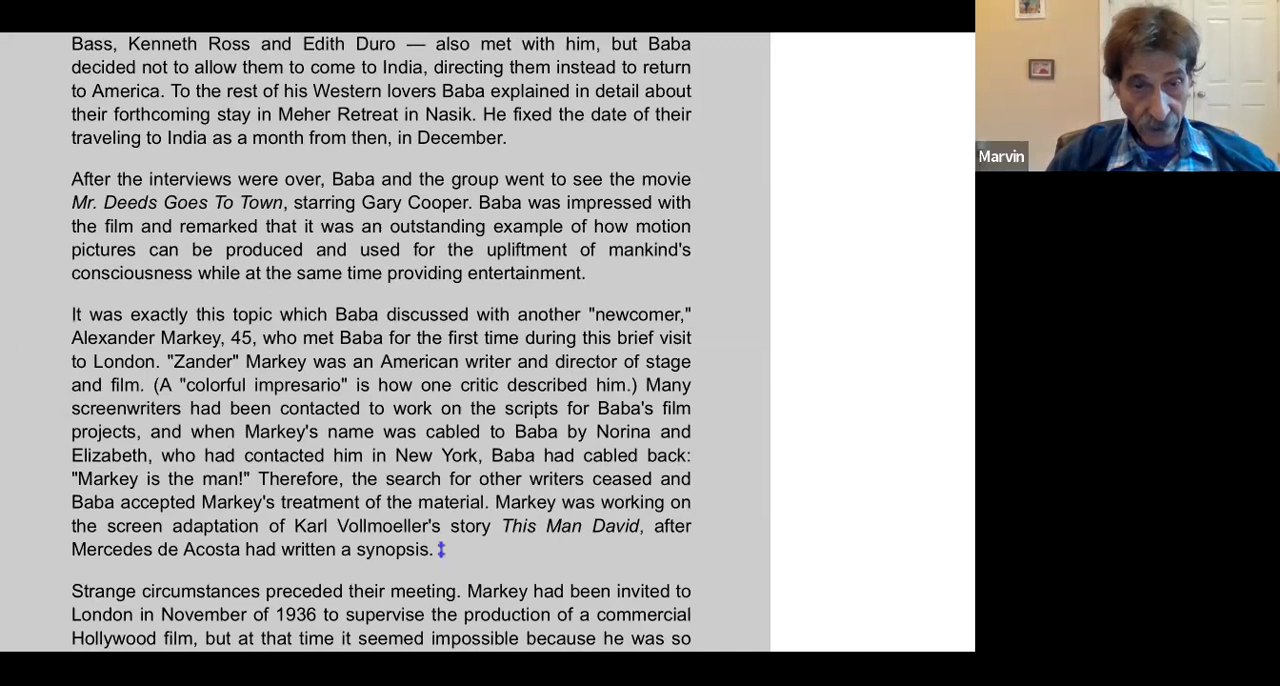 Bass, Kenneth Ross and Edith Duro — also met with him, but Baba
decided not to allow them to come to India, directing them instead to return
to America. To the rest of his Western lovers Baba explained in detail about
their forthcoming stay in Meher Retreat in Nasik. He fixed the date of their
traveling to India as a month from then, in December.
After the interviews were over, Baba and the group went to see the movie
Mr. Deeds Goes To Town, starring Gary Cooper. Baba was impressed with
the film and remarked that it was an outstanding example of how motion
pictures can be produced and used for the upliftment of mankind's
consciousness while at the same time providing entertainment.
It was exactly this topic which Baba discussed with another "newcomer,"
Alexander Markey, 45, who met Baba for the first time during this brief visit
to London. "Zander" Markey was an American writer and director of stage
and film. (A "colorful impresario" is how one critic described him.) Many
screenwriters had been contacted to work on the scripts for Baba's film
projects, and when Markey's name was cabled to Baba by Norina and
Elizabeth, who had contacted him in New York, Baba had cabled back:
"Markey is the man!" Therefore, the search for other writers ceased and
Baba accepted Markey's treatment of the material. Markey was working on
the screen adaptation of Karl Vollmoeller's story This Man David, after
Mercedes de Acosta had written a synopsis. ‡
Strange circumstances preceded their meeting. Markey had been invited to
London in November of 1936 to supervise the production of a commercial
Hollywood film, but at that time it seemed impossible because he was so
Marvin